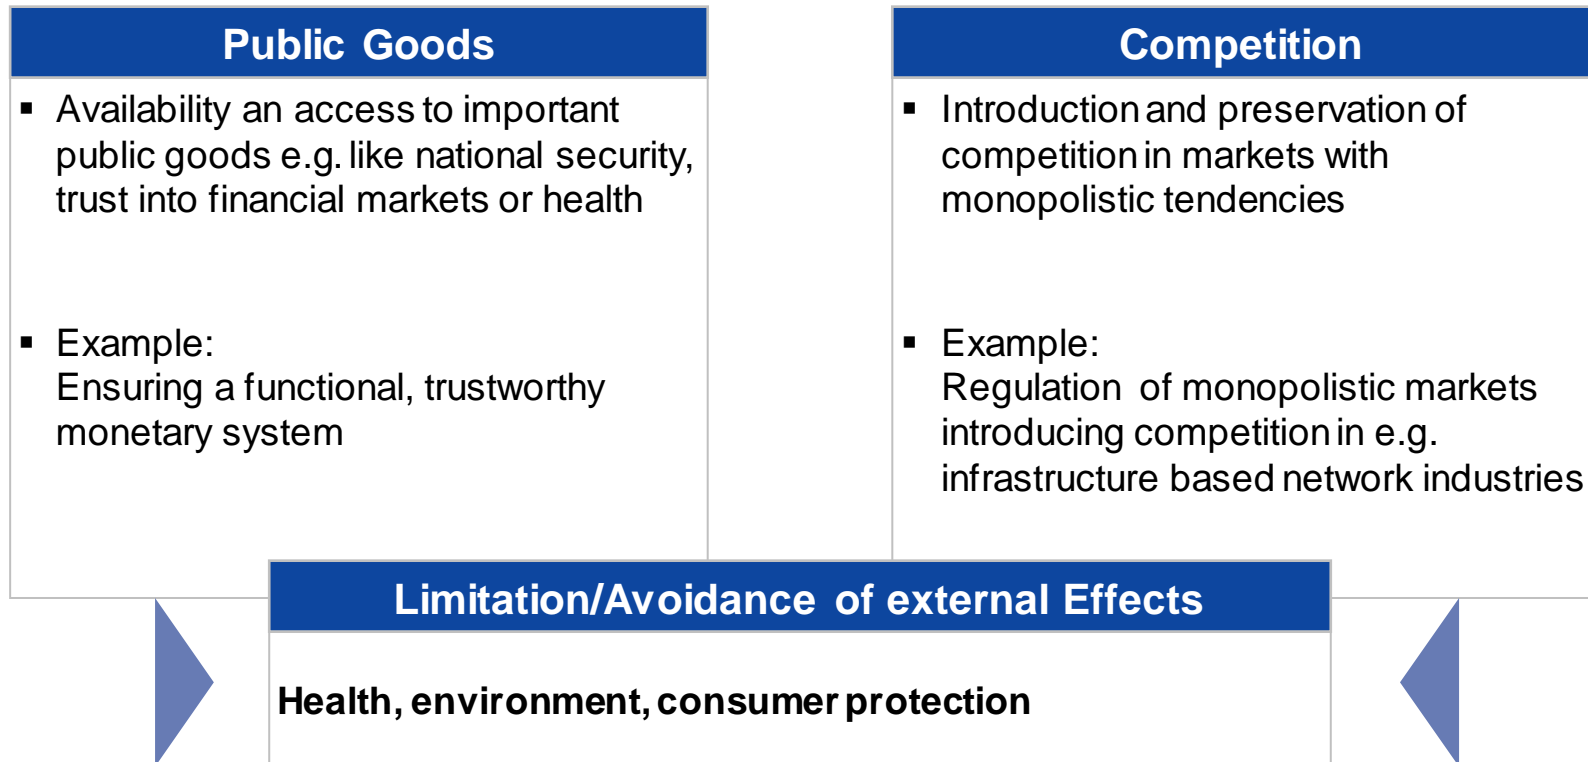 Public Goods
▪ Availability an access to important
public goods e.g. like national security,
trust into financial markets or health
▪ Example:
Ensuring a functional, trustworthy
monetary system
Competition
▪ Introduction and preservation of
competition in markets with
monopolistic tendencies
▪ Example:
Regulation of monopolistic markets
introducing competition in e.g.
infrastructure based network industries
Limitation/Avoidance of external Effects
Health, environment, consumer protection